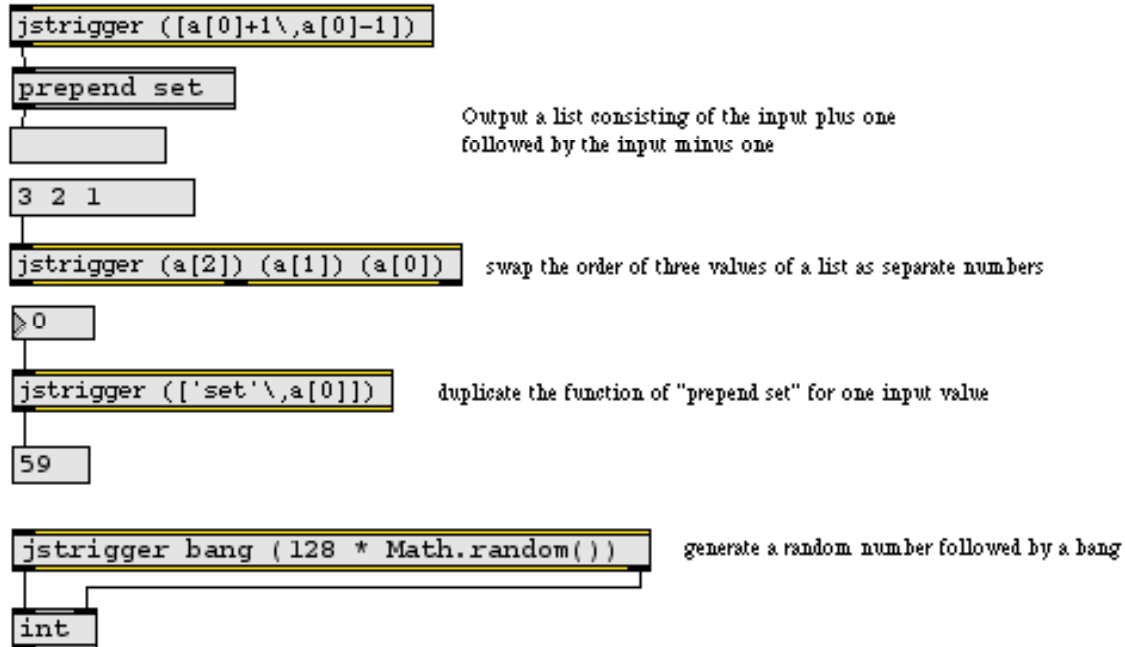 jstrigger ([a[0]+1\,a[0]-1])
prepend set
Output a list consisting of the input plus one
followed by the input minus one
3 2 1
jstrigger (a[2]) (a[1]) (a[0])
swap the order of three values of a list as separate numbers
0
jstrigger (['set'\,a[0]])
duplicate the function of "prepend set" for one input value
59
jstrigger bang (128 * Math.random())
generate a random number followed by a bang
int